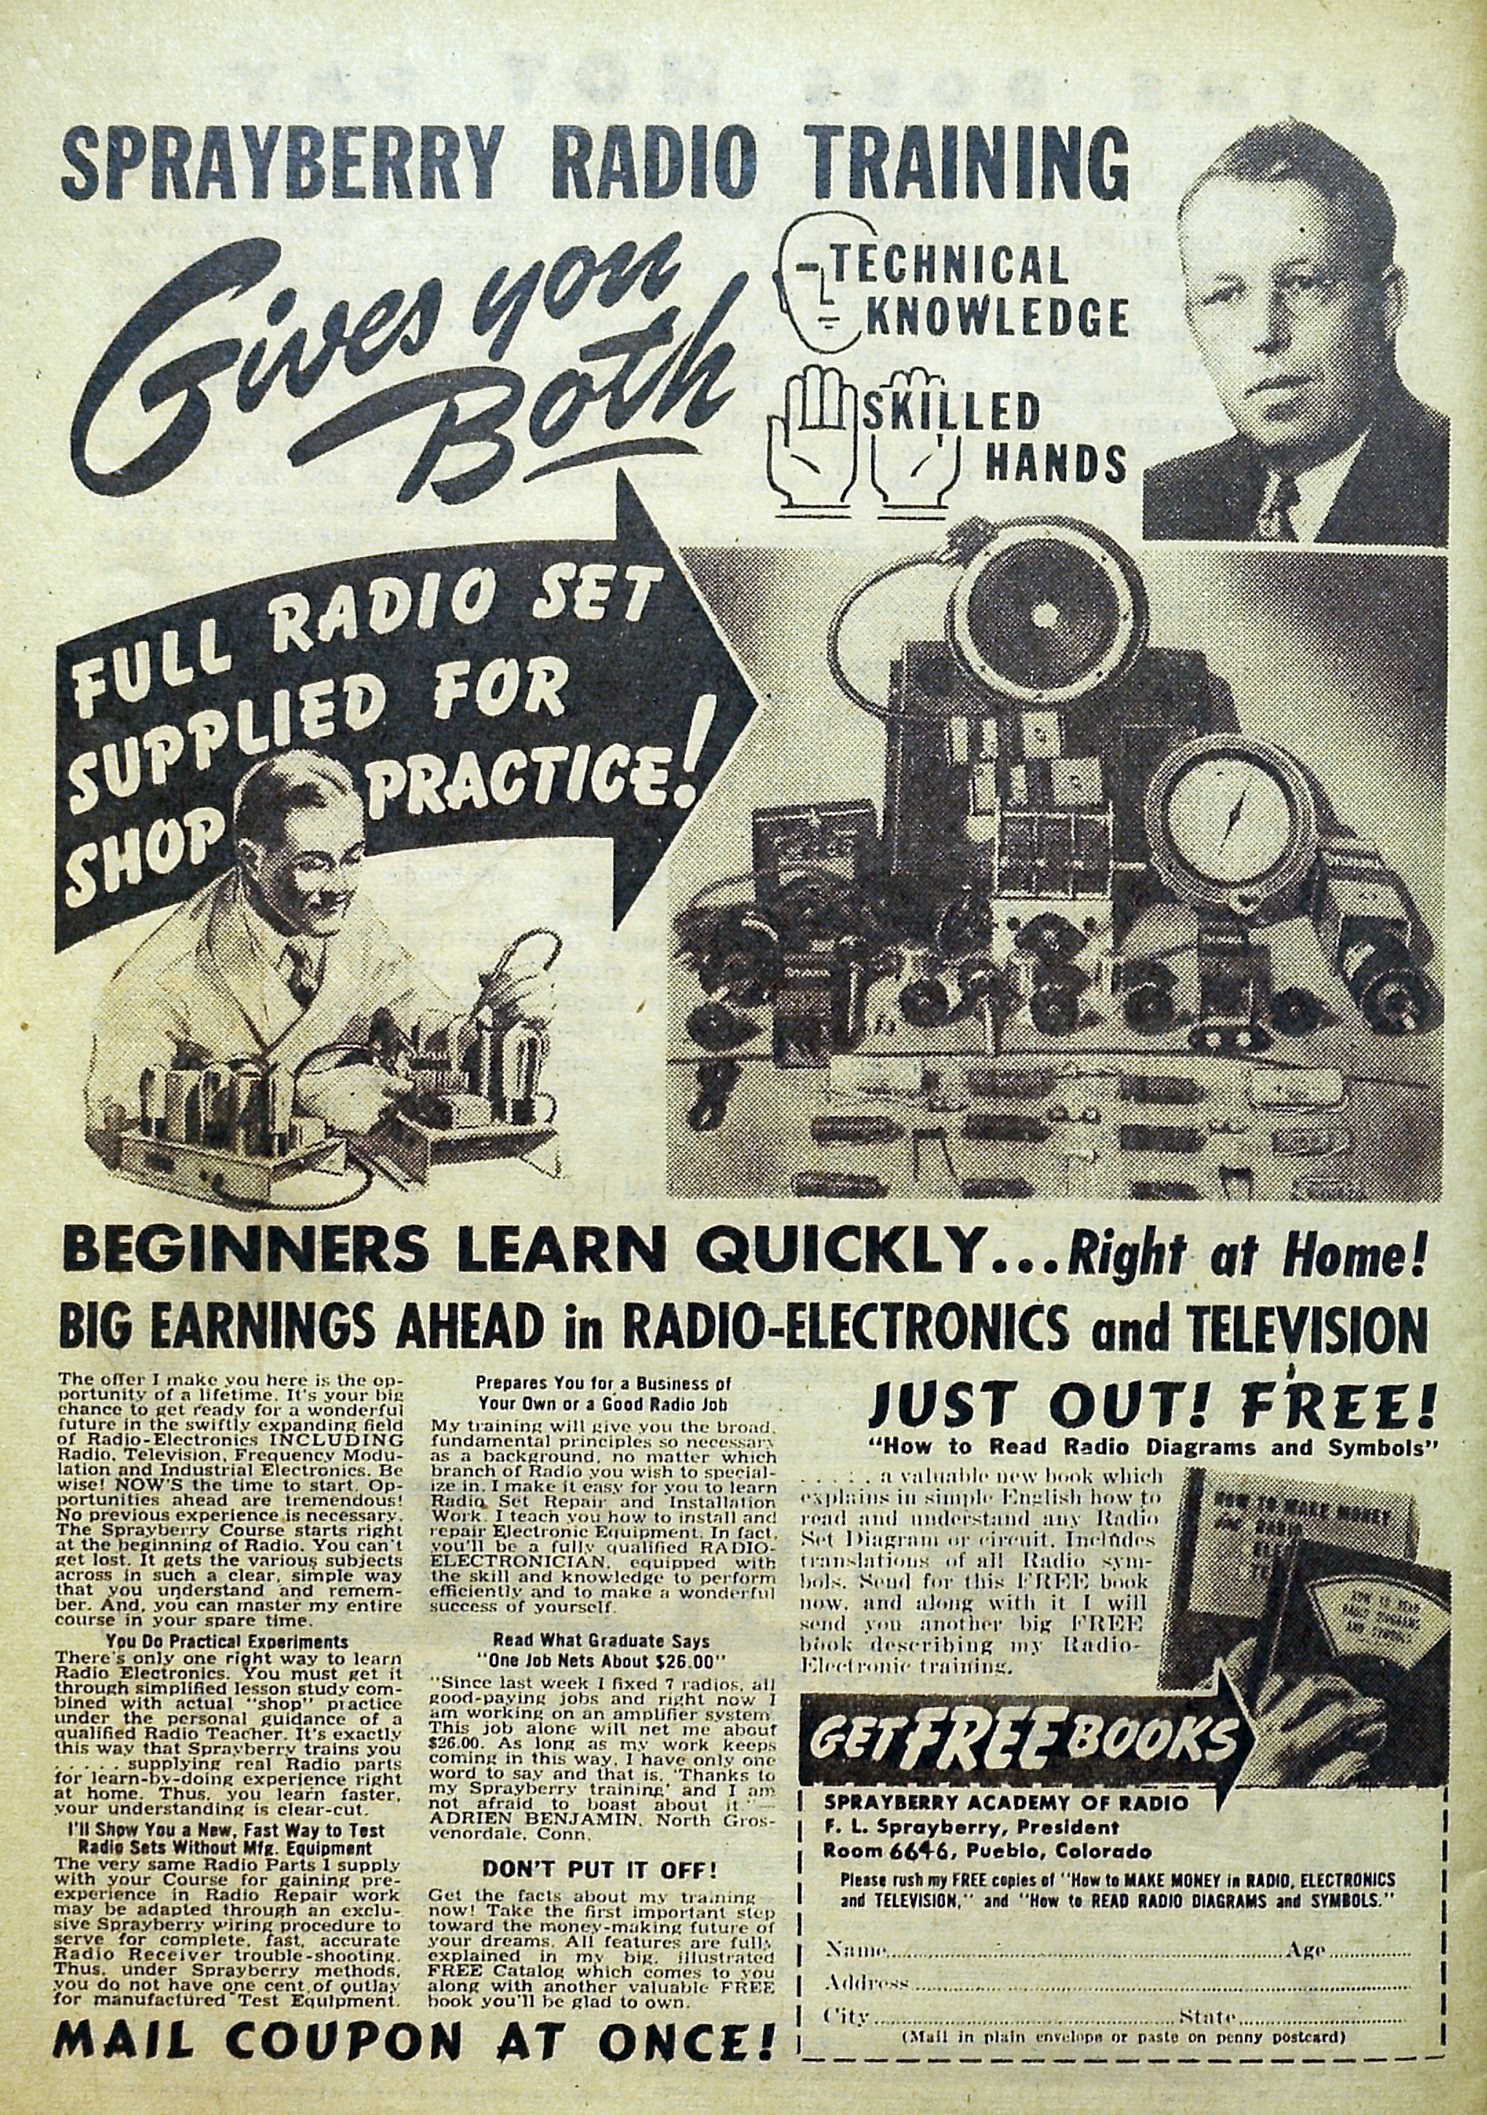 SPRAYBERRY RADIO TRAINING
Gives you
Both
TECHNICAL
KNOWLEDGE
SKILLED
HANDS
FULL RADIO SET
SUPPLIED FOR
SHOP PRACTICE!
BEGINNERS LEARN QUICKLY...Right at Home!
BIG EARNINGS AHEAD in RADIO-ELECTRONICS and TELEVISION
The offer I make you here is the op-
portunity of a lifetime. It's your big
chance to get ready for a wonderful
future in the swiftly expanding field
of Radio-Electronics INCLUDING
Radio, Television, Frequency Modu-
lation and Industrial Electronics. Be
wise! NOW'S the time to start. Op-
portunities ahead are tremendous!
No previous experience is necessary.
The Sprayberry Course starts right
at the beginning of Radio. You can't
get lost. It gets the various subjects
across in such a clear, simple way
that you understand and remem-
ber. And, you can master my entire
course in your spare time.
You Do Practical Experiments
There's only one right way to learn
Radio Electronics. You must get it
through simplified lesson study com-
bined with actual "shop" practice
under the personal guidance of a
qualified Radio Teacher. It's exactly
this way that Sprayberry trains you
. . . . . supplying real Radio parts
for learn-by-doing experience right
at home. Thus, you learn faster,
your understanding is clear-cut.
I'll Show You a New, Fast Way to Test
Radio Sets Without Mfg. Equipment
The very same Radio Parts I supply
with your Course for gaining pre-
experience in Radio Repair work
may be adapted through an exclu-
sive Sprayberry wiring procedure to
serve for complete, fast, accurate
Radio Receiver trouble-shooting.
Thus, under Sprayberry methods,
you do not have one cent of outlay
for manufactured Test Equipment.
Prepares You for a Business of
Your Own or a Good Radio Job
My training will give you the broad,
fundamental principles so necessary
as a background, no matter which
branch of Radio you wish to special-
ize in. I make it easy for you to learn
Radio Set Repair and Installation
Work. I teach you how to install and
repair Electronic Equipment. In fact,
you'll be a fully qualified RADIO-
ELECTRONICIAN, equipped with
the skill and knowledge to perform
efficiently and to make a wonderful
success of yourself.
Read What Graduate Says
"One Job Nets About $26.00"
"Since last week I fixed 7 radios, all
good-paying jobs and right now I
am working on an amplifier system.
This job alone will net me about
$26.00. As long as my work keeps
coming in this way, I have only one
word to say and that is, 'Thanks to
my Sprayberry training' and I am
not afraid to boast about it."—
ADRIEN BENJAMIN, North Gros-
venordale, Conn.
DON'T PUT IT OFF!
Get the facts about my training—
now! Take the first important step
toward the money-making future of
your dreams. All features are fully
explained in my big, illustrated
FREE Catalog which comes to you
along with another valuable FREE
book you'll be glad to own.
MAIL COUPON AT ONCE!
JUST OUT! FREE!
"How to Read Radio Diagrams and Symbols"
. . . . . a valuable new book which
explains in simple English how to
read and understand any Radio
Set Diagram or circuit. Includes
translations of all Radio sym-
bols. Send for this FREE book
now, and along with it I will
send you another big FREE
book describing my Radio-
Electronic training.
HOW TO MAKE MONEY
RADIO
HOW TO READ
RADIO DIAGRAMS
AND SYMBOLS
GET FREE BOOKS
SPRAYBERRY ACADEMY OF RADIO
F. L. Sprayberry, President
Room 6646, Pueblo, Colorado
Please rush my FREE copies of "How to MAKE MONEY in RADIO, ELECTRONICS
and TELEVISION," and "How to READ RADIO DIAGRAMS and SYMBOLS."
Name.......... Age..........
Address..........
City.......... State..........
(Mail in plain envelope or paste on penny postcard)